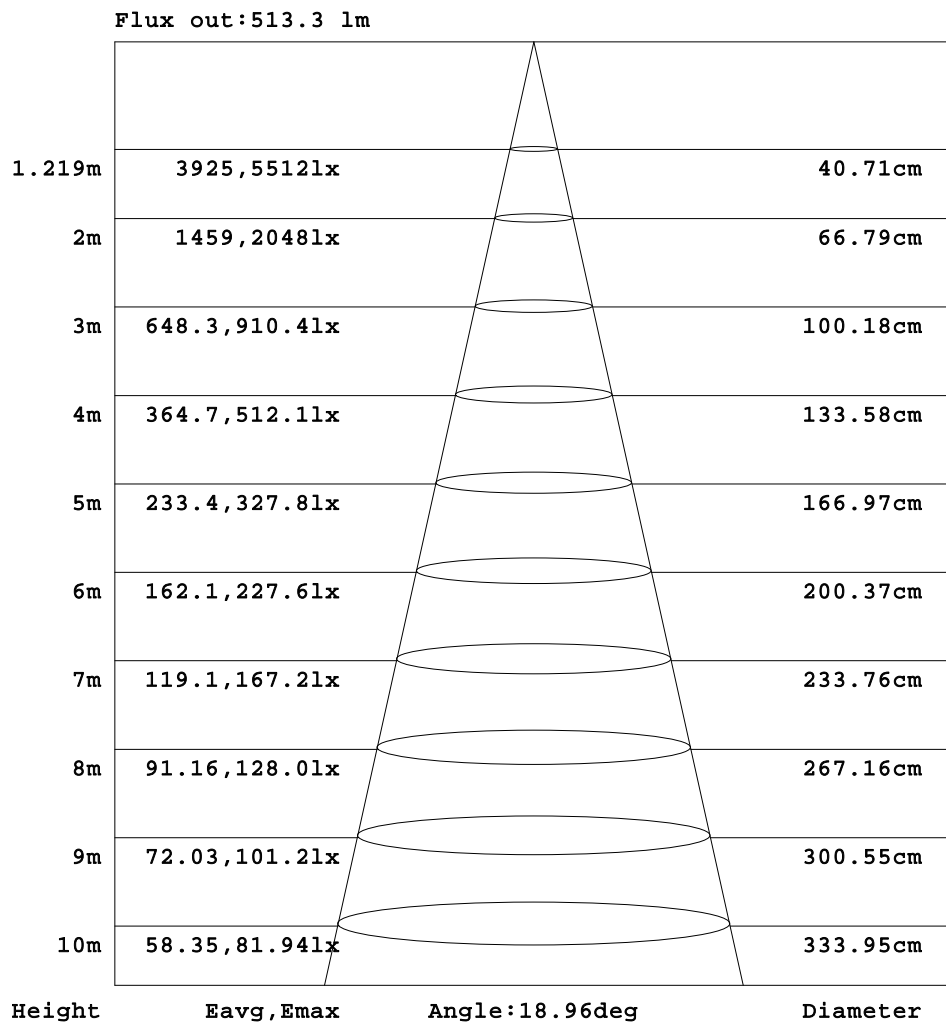 Flux out:513.3 lm
1.219m 3925,5512lx 40.71cm
2m 1459,2048lx 66.79cm
3m 648.3,910.4lx 100.18cm
4m 364.7,512.1lx 133.58cm
5m 233.4,327.8lx 166.97cm
6m 162.1,227.6lx 200.37cm
7m 119.1,167.2lx 233.76cm
8m 91.16,128.0lx 267.16cm
9m 72.03,101.2lx 300.55cm
10m 58.35,81.94lx 333.95cm
Height Eavg,Emax Angle:18.96deg Diameter